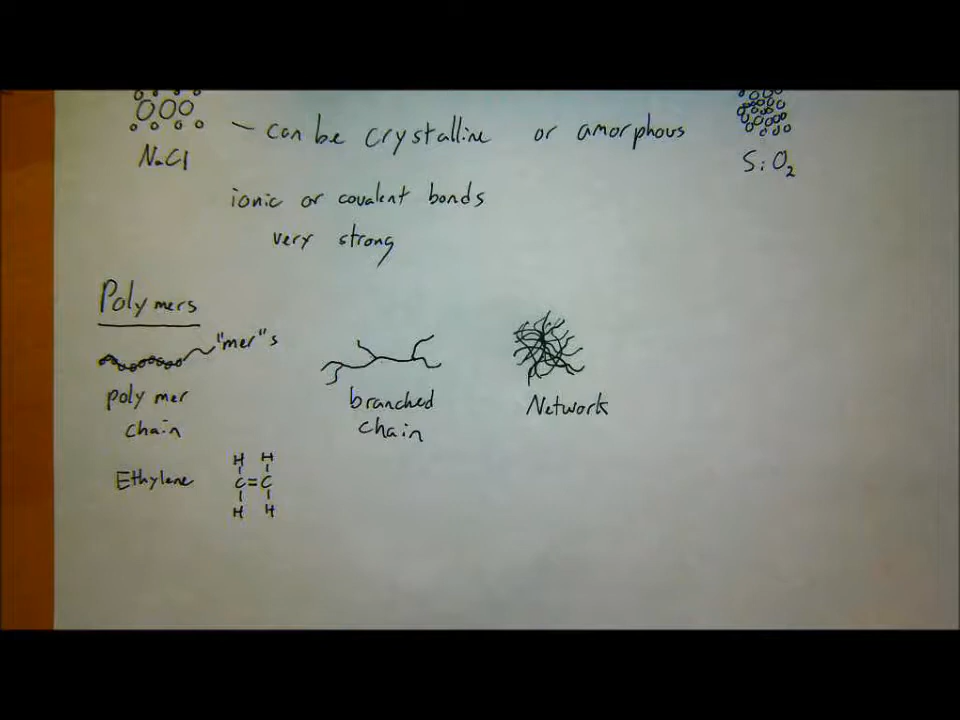 NaCl
– can be crystalline or amorphous
SiO2
ionic or covalent bonds
very strong
Polymers
"mer"s
polymer
chain
branched
chain
Network
Ethylene
H H
C=C
H H